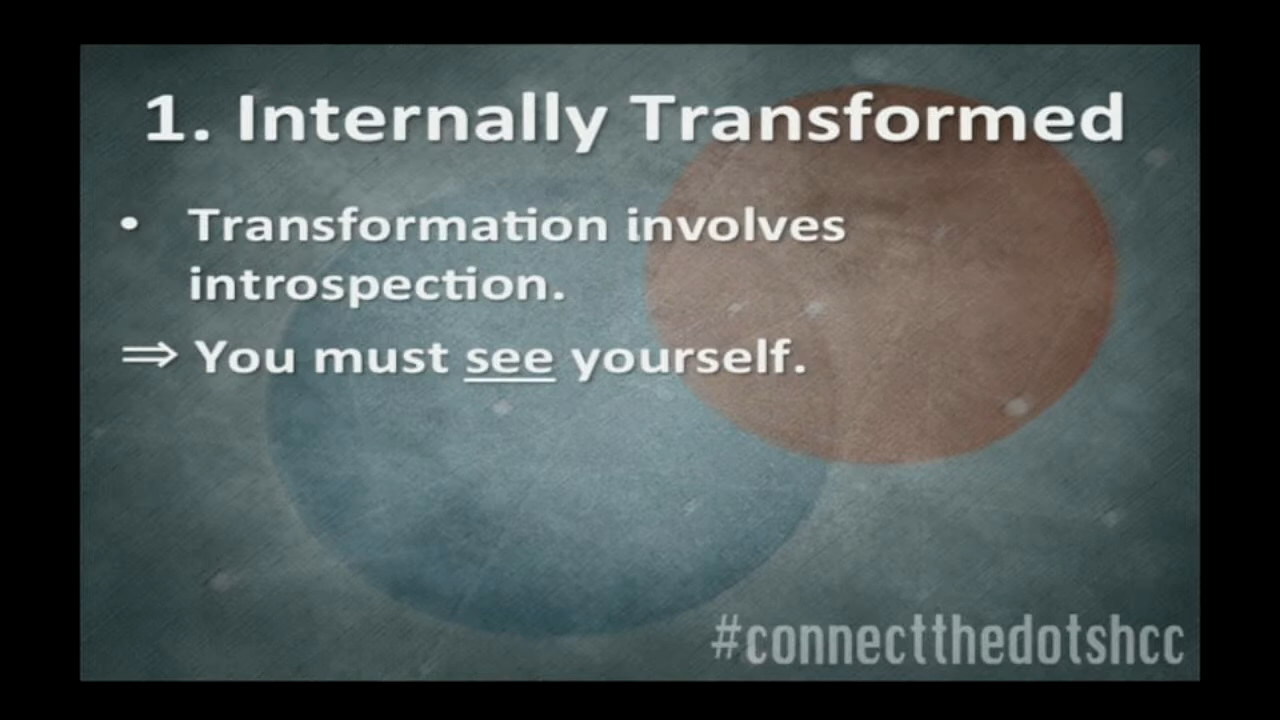 1. Internally Transformed
• Transformation involves
introspection.
⇒ You must see yourself.
#connectthedotshcc